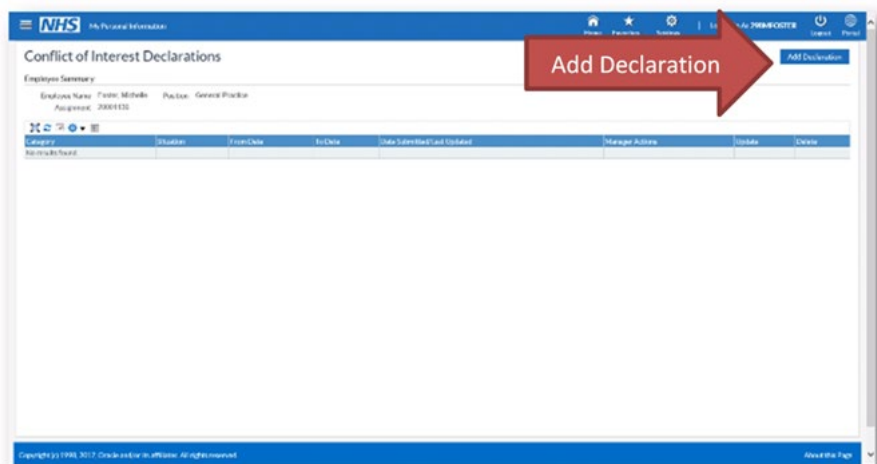 NHS My Personal Information
Home Favorites Settings | 298MFOSTER Logout Portal
Conflict of Interest Declarations
Add Declaration
Add Declaration
Employee Summary
Employee Name Foster, Michelle Position General Practice
Assignment
Category Situation From Date To Date Date Submitted/Last Updated Manager Actions Update Delete
No results found.
Copyright (c) 1998, 2017, Oracle and/or its affiliates. All rights reserved.
About this Page